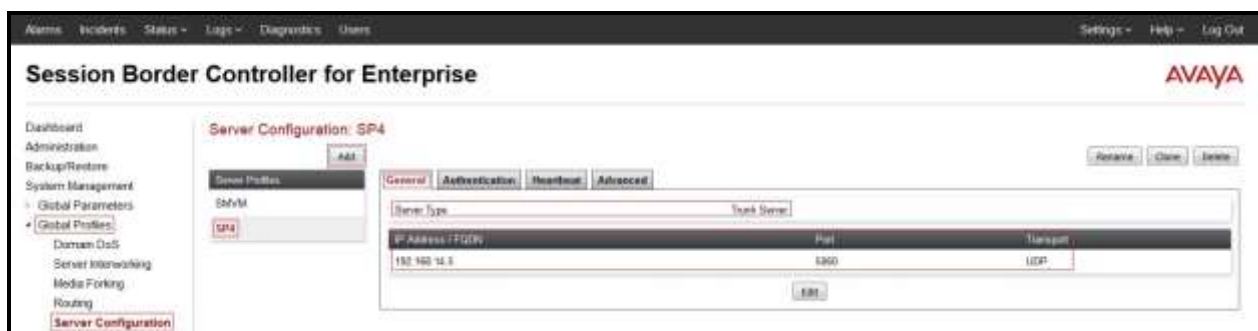 Alarms Incidents Status Logs Diagnostics Users Settings Help Log Out
Session Border Controller for Enterprise
AVAYA
Dashboard
Administration
Backup/Restore
System Management
Global Parameters
Global Profiles
Domain DoS
Server Interworking
Media Forking
Routing
Server Configuration
Server Configuration: SP4
Add
Rename Clone Delete
Server Profiles
SMVM
SP4
General Authentication Heartbeat Advanced
Server Type Trunk Server
IP Address / FQDN Port Transport
192.168.14.5 5060 UDP
Edit